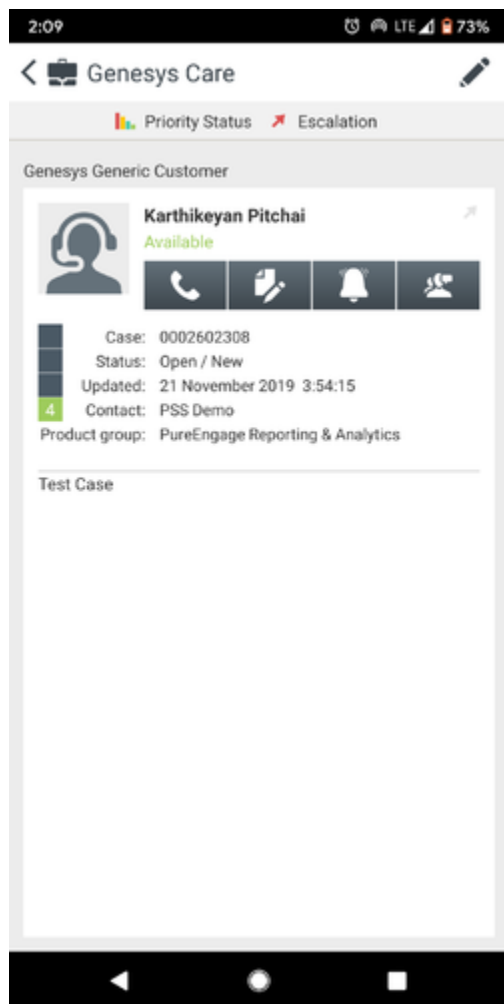 2:09 LTE 73%
Genesys Care
Priority Status Escalation
Genesys Generic Customer
Karthikeyan Pitchai
Available
Case: 0002602308
Status: Open / New
Updated: 21 November 2019 3:54:15
4 Contact: PSS Demo
Product group: PureEngage Reporting & Analytics
Test Case